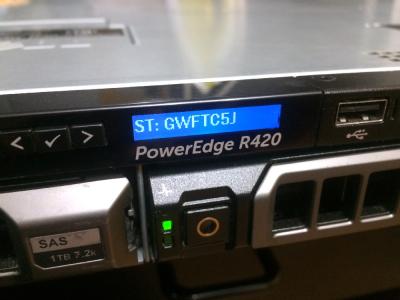 ST: GWFTC5J
PowerEdge R420
SAS
1TB 7.2k